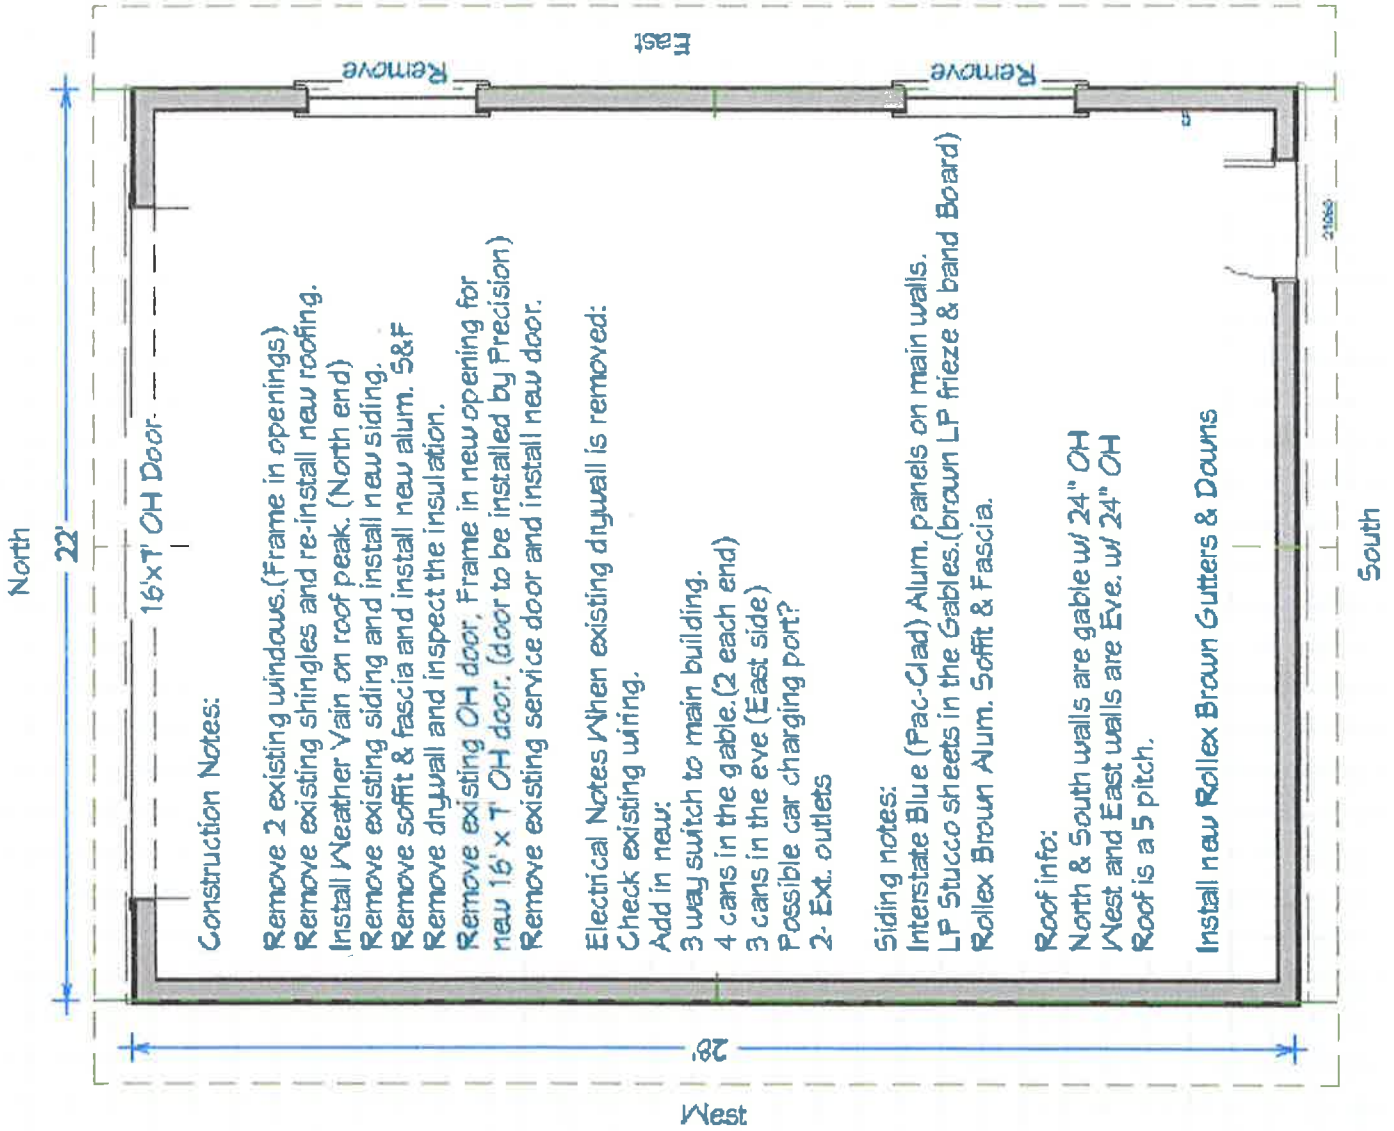 North
22'
16'x7' OH Door
East
Remove
Remove
Construction Notes:
Remove 2 existing windows.(Frame in openings)
Remove existing shingles and re-install new roofing.
Install Weather Vain on roof peak. (North end)
Remove existing siding and install new siding.
Remove soffit & fascia and install new alum. S&F
Remove drywall and inspect the insulation.
Remove existing OH door. Frame in new opening for
new 16' x 7' OH door. (door to be installed by Precision)
Remove existing service door and install new door.
Electrical Notes When existing drywall is removed:
Check existing wiring.
Add in new:
3 way switch to main building.
4 cans in the gable.(2 each end)
3 cans in the eve (East side)
Possible car charging port?
2- Ext. outlets
Siding notes:
Interstate Blue (Pac-Clad) Alum. panels on main walls.
LP Stucco sheets in the Gables.(brown LP frieze & band Board)
Rollex Brown Alum. Soffit & Fascia.
Roof info:
North & South walls are gable w/ 24" OH
West and East walls are Eve. w/ 24" OH
Roof is a 5 pitch.
Install new Rollex Brown Gutters & Downs
28'
West
South